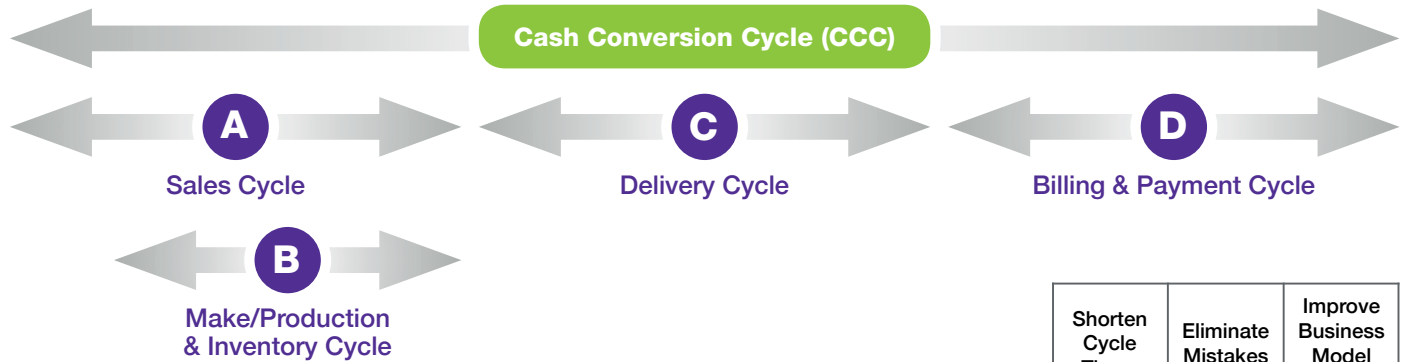 Cash Conversion Cycle (CCC)
A
C
D
Sales Cycle
Delivery Cycle
Billing & Payment Cycle
B
Make/Production
& Inventory Cycle
Shorten
Cycle
Eliminate
Mistakes
Improve
Business
Model